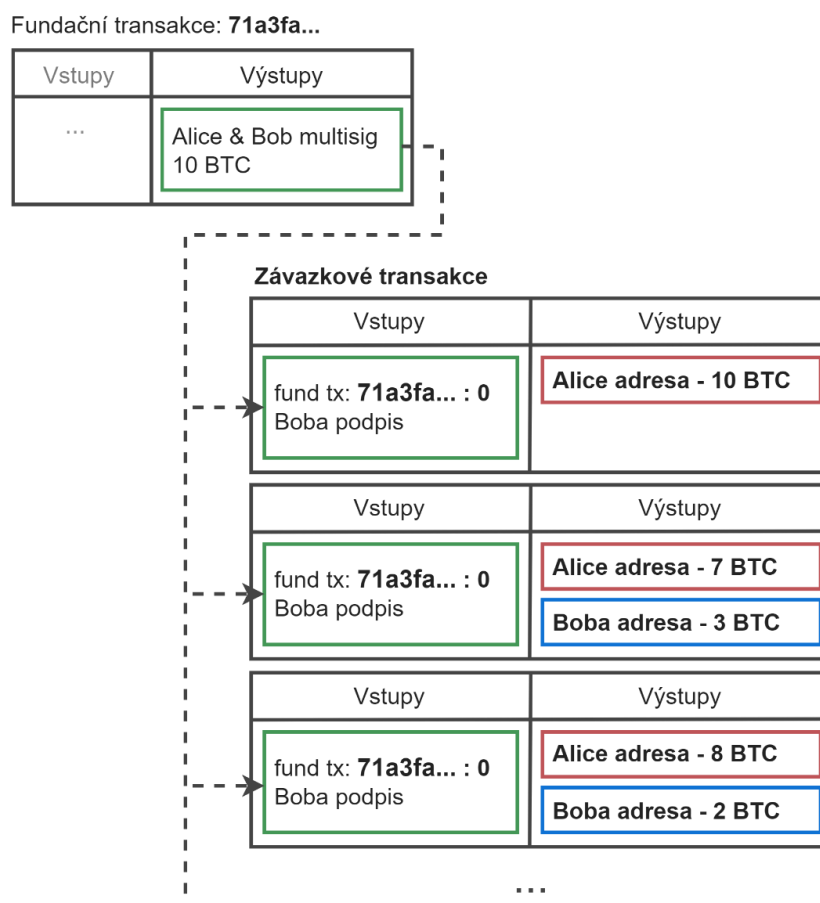 Fundační transakce: 71a3fa...
Vstupy
Výstupy
...
Alice & Bob multisig
10 BTC
Závazkové transakce
Vstupy
Výstupy
fund tx: 71a3fa... : 0
Boba podpis
Alice adresa - 10 BTC
Vstupy
Výstupy
fund tx: 71a3fa... : 0
Boba podpis
Alice adresa - 7 BTC
Boba adresa - 3 BTC
Vstupy
Výstupy
fund tx: 71a3fa... : 0
Boba podpis
Alice adresa - 8 BTC
Boba adresa - 2 BTC
...